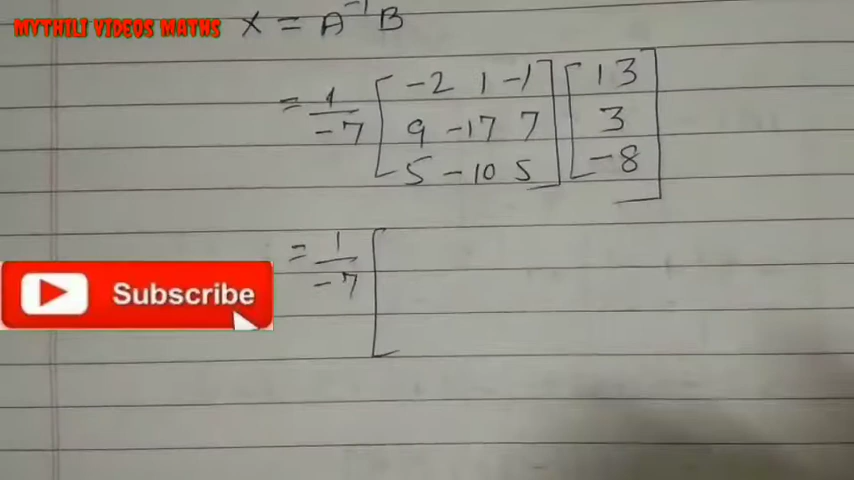 MYTHILI VIDEOS MATHS
X = A⁻¹B
= 1/-7 [ -2 1 -1 ] [ 13 ]
[ 9 -17 7 ] [ 3 ]
[ 5 -10 5 ] [ -8 ]
= 1/-7 [
Subscribe